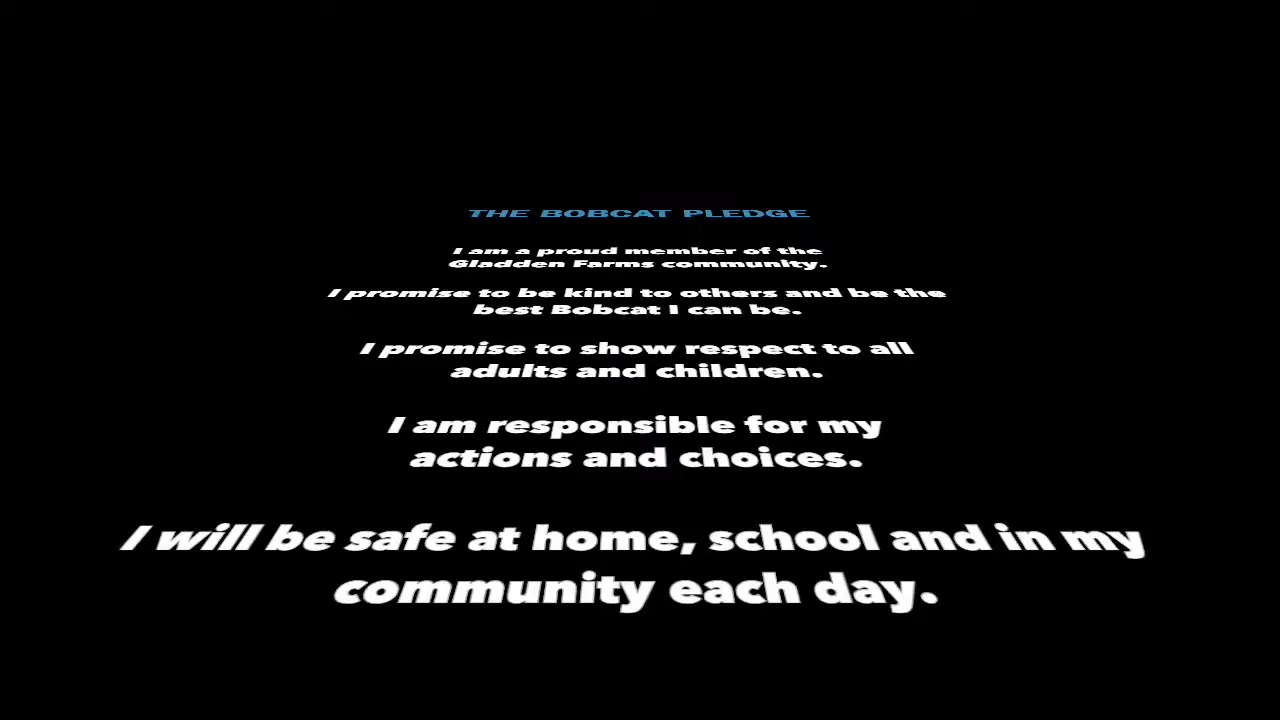 THE BOBCAT PLEDGE
I am a proud member of the
Gladden Farms community.
I promise to be kind to others and be the
best Bobcat I can be.
I promise to show respect to all
adults and children.
I am responsible for my
actions and choices.
I will be safe at home, school and in my
community each day.